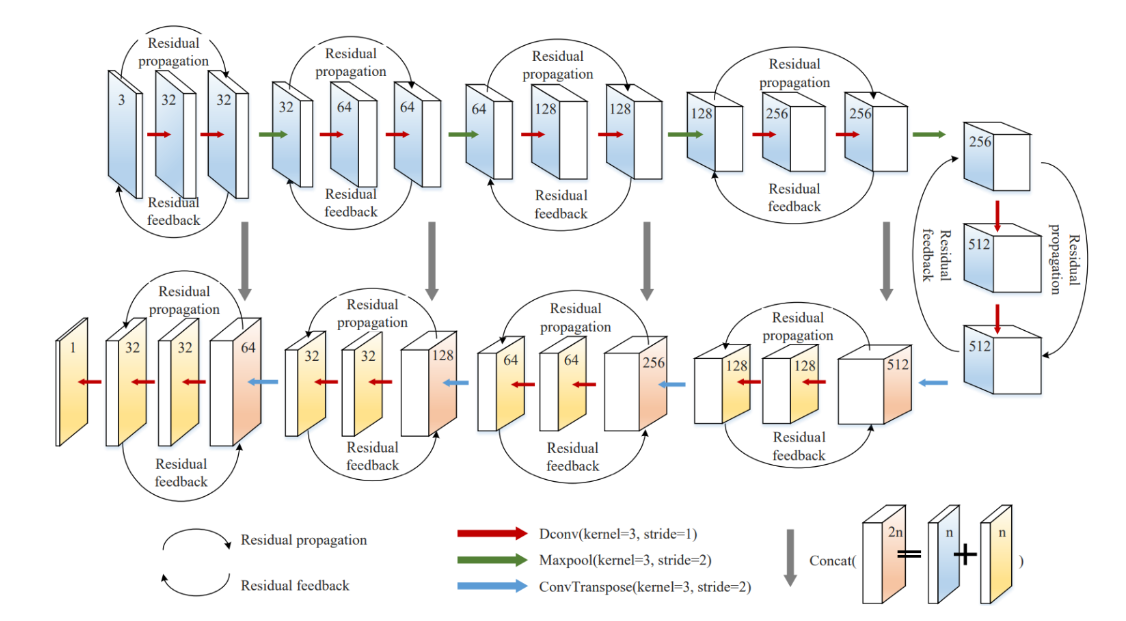 Residual
propagation
3
32
32
Residual
feedback
Residual
propagation
32
64
64
Residual
feedback
Residual
propagation
64
128
128
Residual
feedback
Residual
propagation
128
256
256
Residual
feedback
256
512
512
Residual
feedback
Residual
propagation
Residual
propagation
1
32
32
64
Residual
feedback
Residual
propagation
32
32
128
Residual
feedback
Residual
propagation
64
64
256
Residual
feedback
Residual
propagation
128
128
512
Residual
feedback
Residual propagation
Residual feedback
Dconv(kernel=3, stride=1)
Maxpool(kernel=3, stride=2)
ConvTranspose(kernel=3, stride=2)
Concat( 2n = n + n )